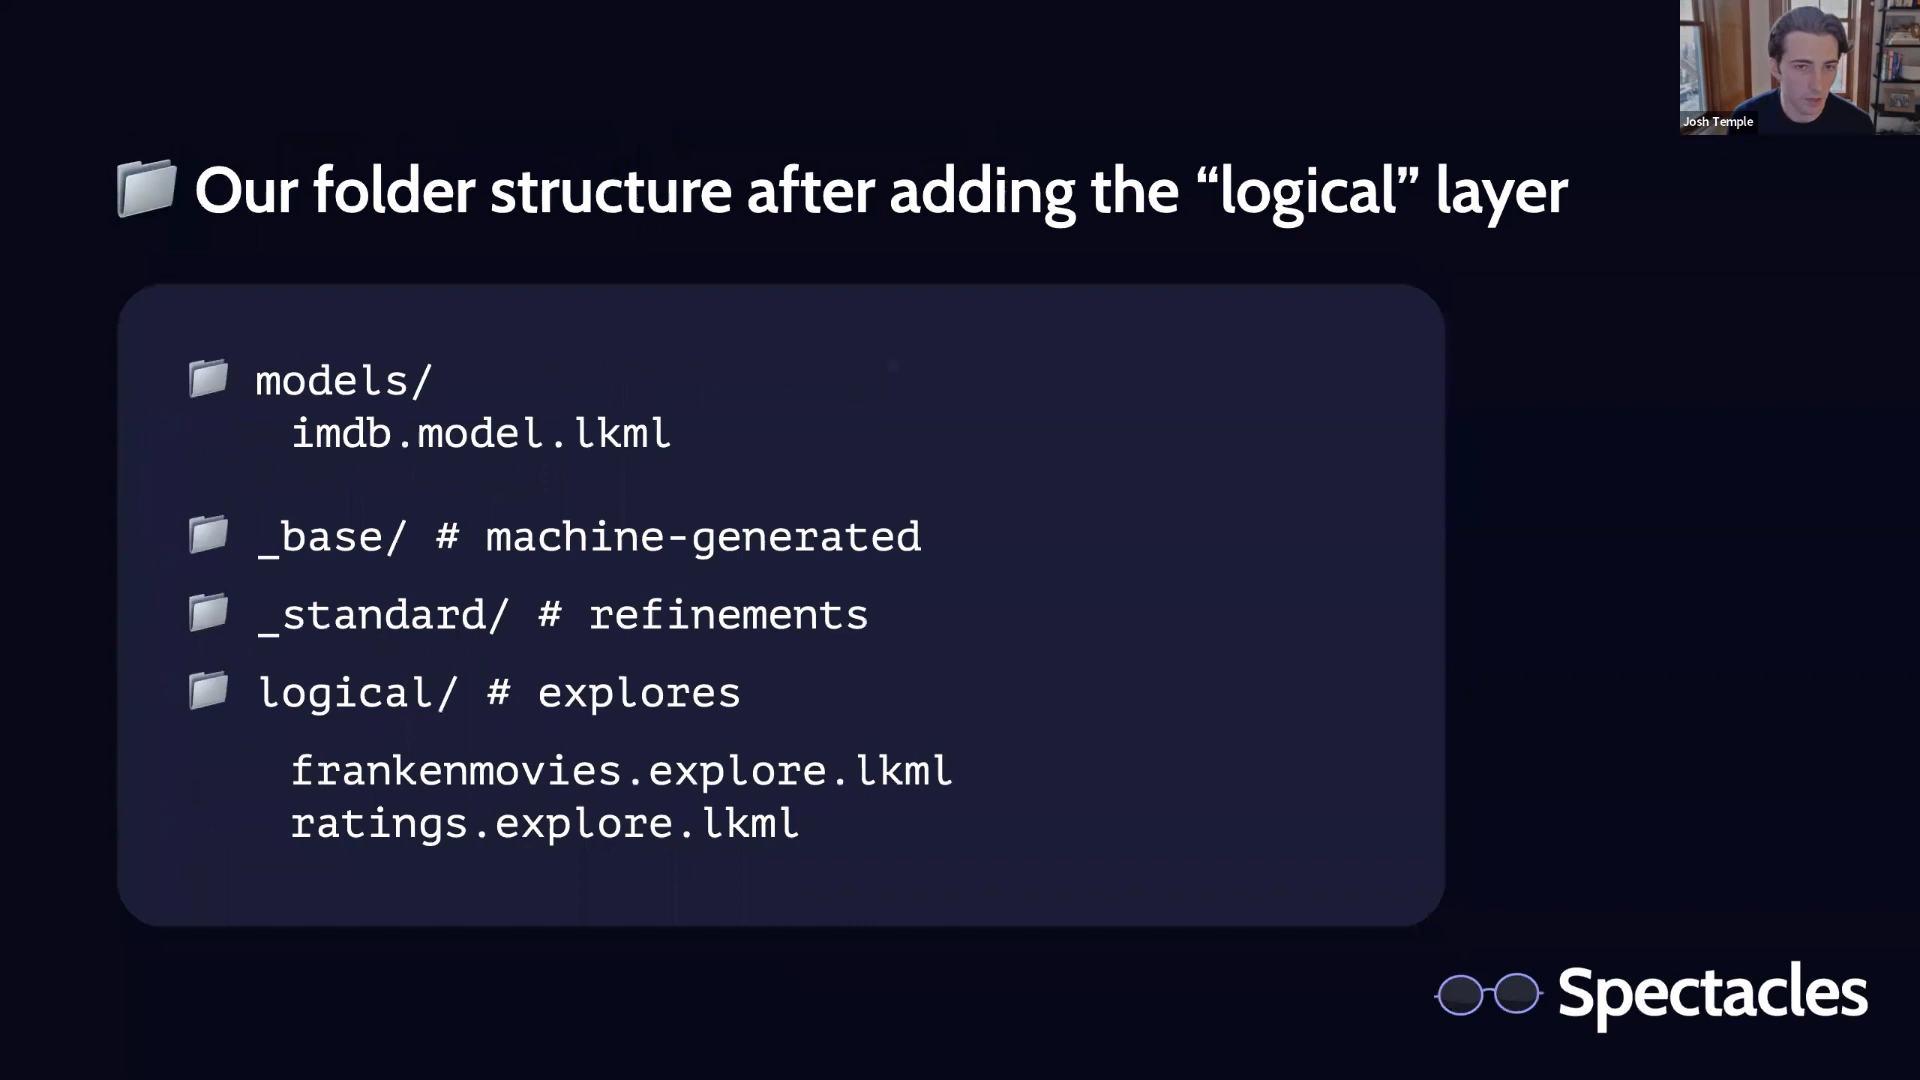 Josh Temple
Our folder structure after adding the “logical” layer
models/
imdb.model.lkml
_base/ # machine-generated
_standard/ # refinements
logical/ # explores
frankenmovies.explore.lkml
ratings.explore.lkml
Spectacles